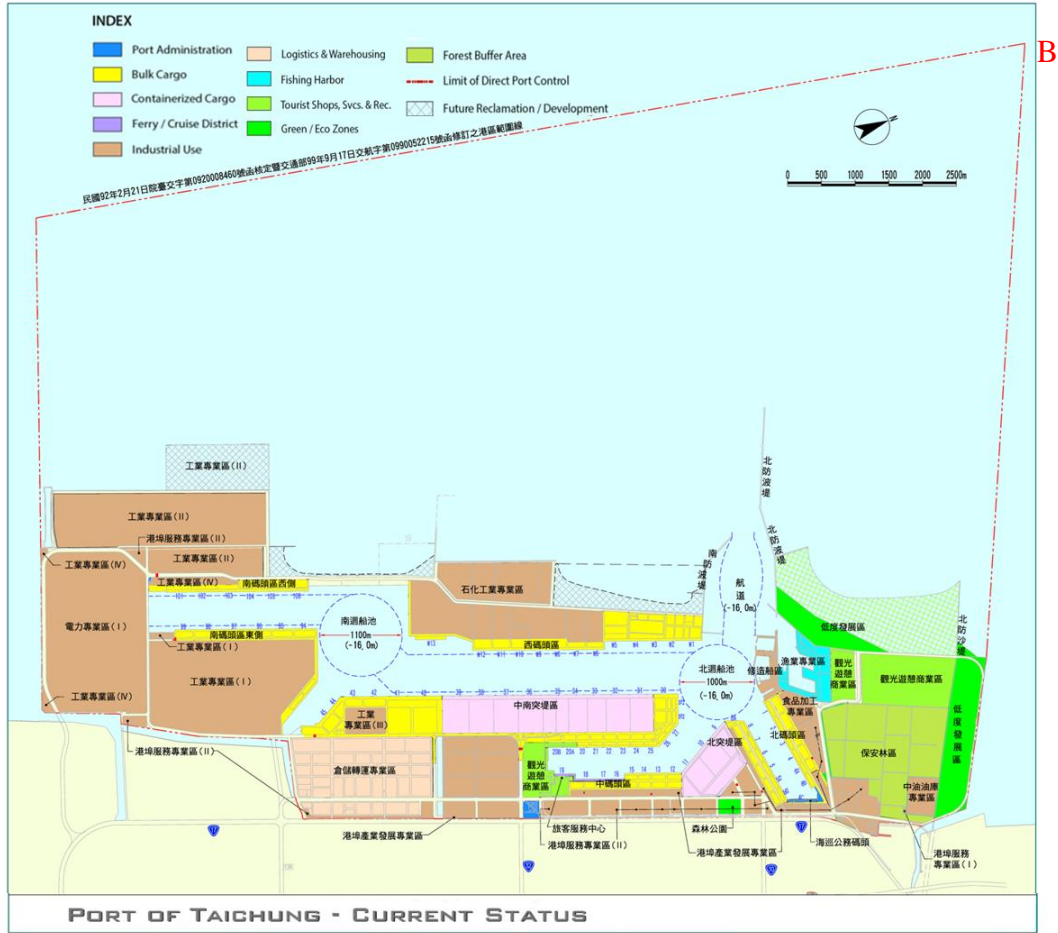 INDEX
Port Administration
Bulk Cargo
Containerized Cargo
Ferry / Cruise District
Industrial Use
Logistics & Warehousing
Fishing Harbor
Tourist Shops, Svcs. & Rec.
Green / Eco Zones
Forest Buffer Area
Limit of Direct Port Control
Future Reclamation / Development
B
N
0 500 1000 1500 2000 2500m
民國92年2月21日院臺交字第0920008460號函核定暨交通部99年9月17日交航字第0990052215號函修訂之港區範圍線
工業專業區(II)
工業專業區(II)
港埠服務專業區(II)
工業專業區(IV)
工業專業區(II)
工業專業區(IV)
南碼頭區西側
電力專業區(I)
南碼頭區東側
工業專業區(I)
工業專業區(I)
工業專業區(IV)
港埠服務專業區(II)
南迴船池
1100m
(-16.0m)
石化工業專業區
西碼頭區
南防波堤
北防波堤
北防波堤
航道
(-16.0m)
北迴船池
1000m
(-16.0m)
修造船區
漁業專業區
食品加工
專業區
低度發展區
觀光
遊憩
商業區
觀光遊憩商業區
北防沙堤
低度發展區
保安林區
中油油庫
專業區
北碼頭區
北突堤區
中南突堤區
工業
專業區(III)
倉儲轉運專業區
觀光
遊憩
商業區
中碼頭區
旅客服務中心
港埠服務專業區(II)
港埠產業發展專業區
森林公園
港埠產業發展專業區
海巡公務碼頭
港埠服務
專業區(I)
17
17
PORT OF TAICHUNG - CURRENT STATUS